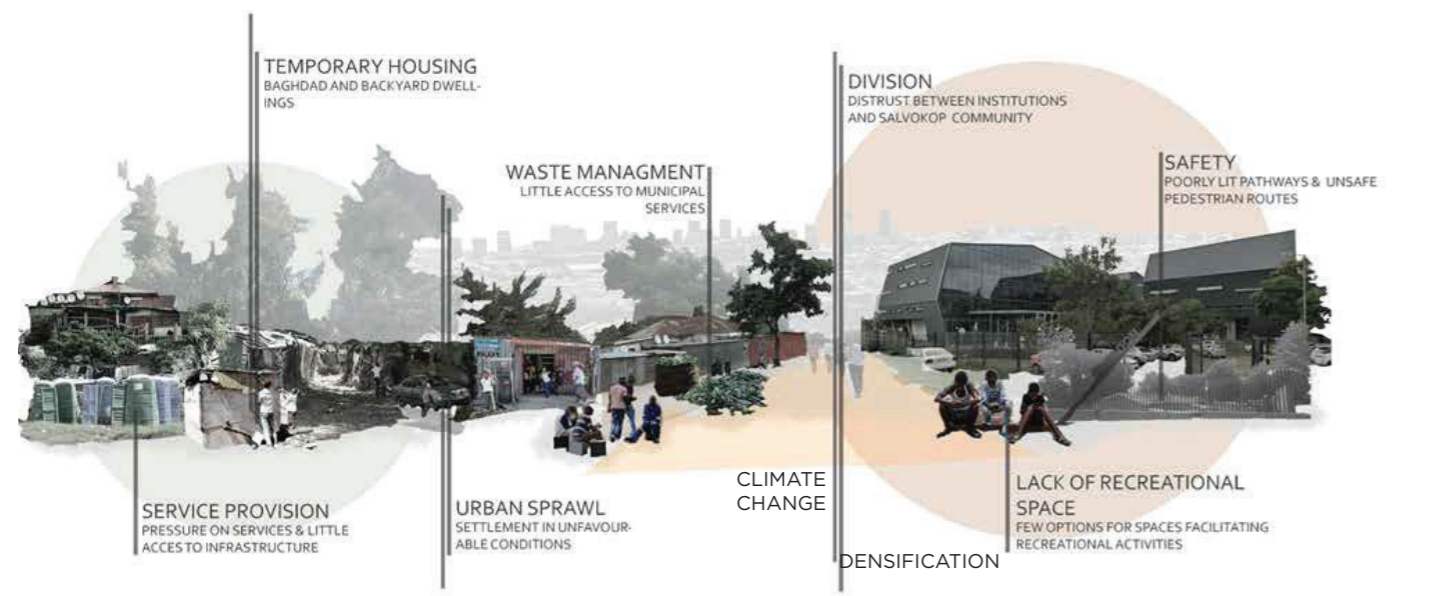 TEMPORARY HOUSING
BAGHDAD AND BACKYARD DWELL-
INGS
DIVISION
DISTRUST BETWEEN INSTITUTIONS
AND SALVOKOP COMMUNITY
WASTE MANAGMENT
LITTLE ACCESS TO MUNICIPAL
SERVICES
SAFETY
POORLY LIT PATHWAYS & UNSAFE
PEDESTRIAN ROUTES
SERVICE PROVISION
PRESSURE ON SERVICES & LITTLE
ACCES TO INFRASTRUCTURE
URBAN SPRAWL
SETTLEMENT IN UNFAVOUR-
ABLE CONDITIONS
CLIMATE
CHANGE
DENSIFICATION
LACK OF RECREATIONAL
SPACE
FEW OPTIONS FOR SPACES FACILITATING
RECREATIONAL ACTIVITIES